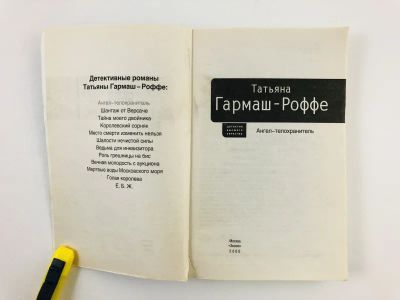 Детективные романы
Татьяны Гармаш-Роффе:
Ангел-телохранитель
Шантаж от Версаче
Тайна моего двойника
Королевский сорняк
Место смерти изменить нельзя
Шалости нечистой силы
Ведьма для инквизитора
Роль грешницы на бис
Вечная молодость с аукциона
Мертвые воды Московского моря
Голая королева
Е. Б. Ж.
Татьяна
Гармаш-Роффе
Ангел-телохранитель
Москва
2006